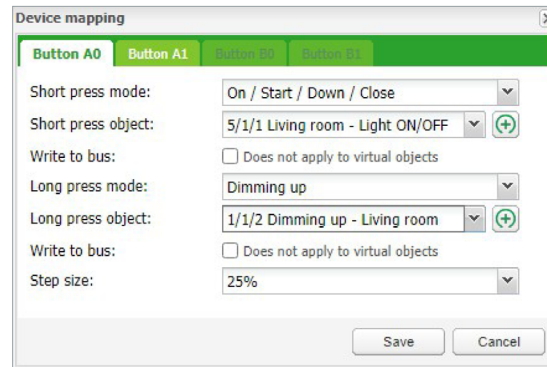 Device mapping
Button A0 Button A1 Button B0 Button B1
Short press mode: On / Start / Down / Close
Short press object: 5/1/1 Living room - Light ON/OFF
Write to bus: Does not apply to virtual objects
Long press mode: Dimming up
Long press object: 1/1/2 Dimming up - Living room
Write to bus: Does not apply to virtual objects
Step size: 25%
Save Cancel